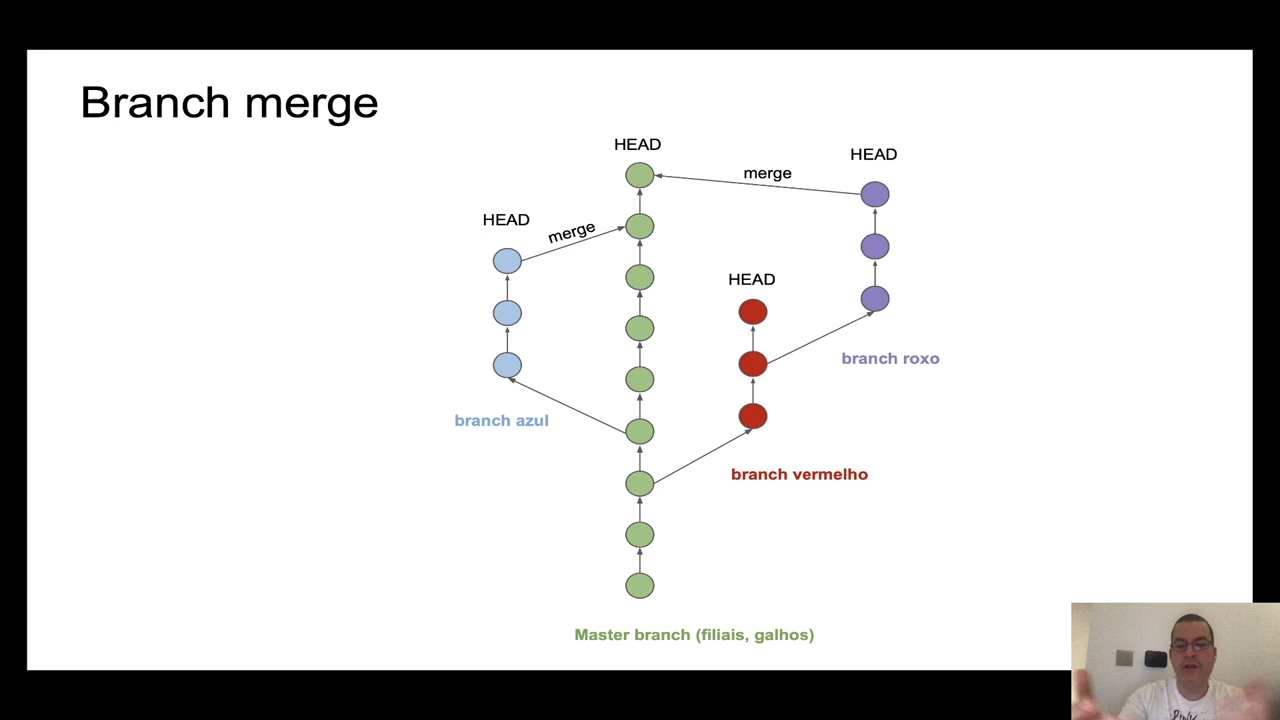 Branch merge
HEAD
merge
HEAD
HEAD
merge
HEAD
branch roxo
branch azul
branch vermelho
Master branch (filiais, galhos)